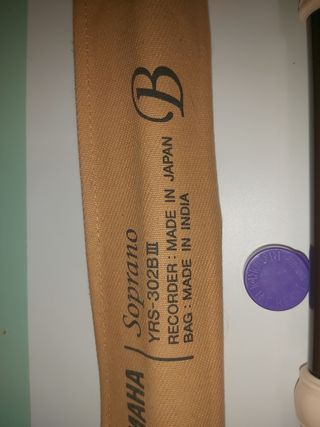 MAHA
Soprano
YRS-302BIII
RECORDER : MADE IN JAPAN
BAG : MADE IN INDIA
B